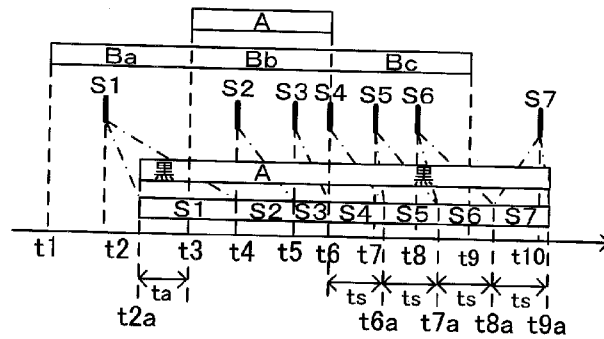 A
Ba Bb Bc
S1 S2 S3 S4 S5 S6 S7
黒 A 黒
S1 S2 S3 S4 S5 S6 S7
t1 t2 t3 t4 t5 t6 t7 t8 t9 t10
ta ts ts ts ts
t2a t6a t7a t8a t9a